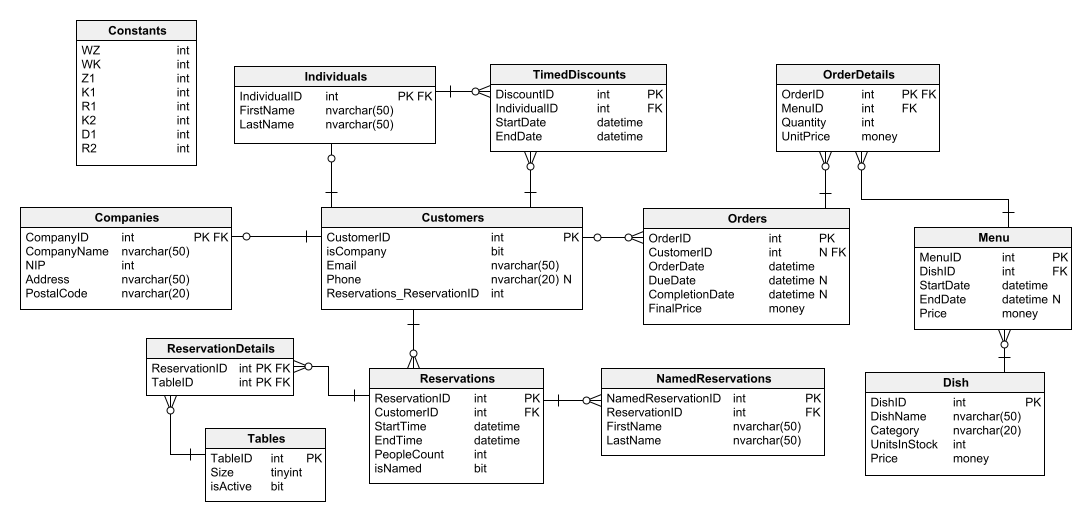 Constants
WZ int
WK int
Z1 int
K1 int
R1 int
K2 int
D1 int
R2 int
Individuals
IndividualID int PK FK
FirstName nvarchar(50)
LastName nvarchar(50)
TimedDiscounts
DiscountID int PK
IndividualID int FK
StartDate datetime
EndDate datetime
OrderDetails
OrderID int PK FK
MenuID int FK
Quantity int
UnitPrice money
Companies
CompanyID int PK FK
CompanyName nvarchar(50)
NIP int
Address nvarchar(50)
PostalCode nvarchar(20)
Customers
CustomerID int PK
isCompany bit
Email nvarchar(50)
Phone nvarchar(20) N
Reservations_ReservationID int
Orders
OrderID int PK
CustomerID int N FK
OrderDate datetime
DueDate datetime N
CompletionDate datetime N
FinalPrice money
Menu
MenuID int PK
DishID int FK
StartDate datetime
EndDate datetime N
Price money
ReservationDetails
ReservationID int PK FK
TableID int PK FK
Reservations
ReservationID int PK
CustomerID int FK
StartTime datetime
EndTime datetime
PeopleCount int
isNamed bit
NamedReservations
NamedReservationID int PK
ReservationID int FK
FirstName nvarchar(50)
LastName nvarchar(50)
Dish
DishID int PK
DishName nvarchar(50)
Category nvarchar(20)
UnitsInStock int
Price money
Tables
TableID int PK
Size tinyint
isActive bit